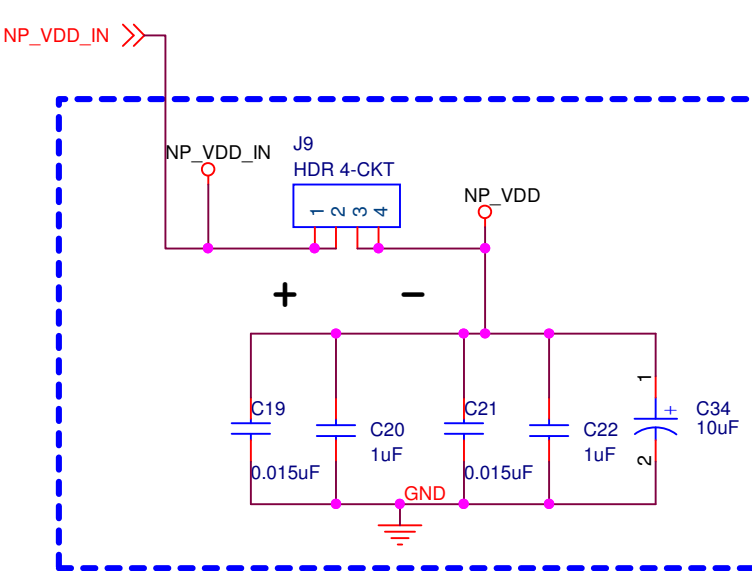 NP_VDD_IN
NP_VDD_IN
J9
HDR 4-CKT
1 2 3 4
NP_VDD
+ −
C19
0.015uF
C20
1uF
C21
0.015uF
C22
1uF
1
+
2
C34
10uF
GND